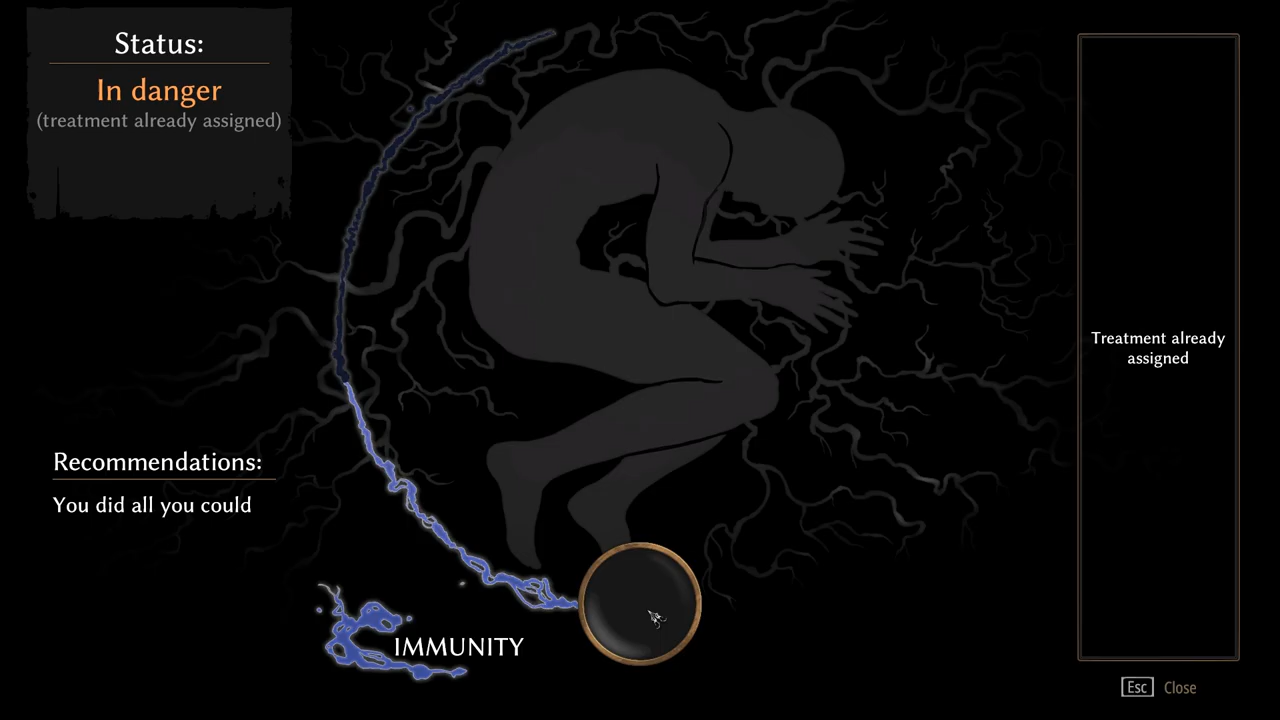 Status:
In danger
(treatment already assigned)
Treatment already
assigned
Recommendations:
You did all you could
IMMUNITY
Esc Close